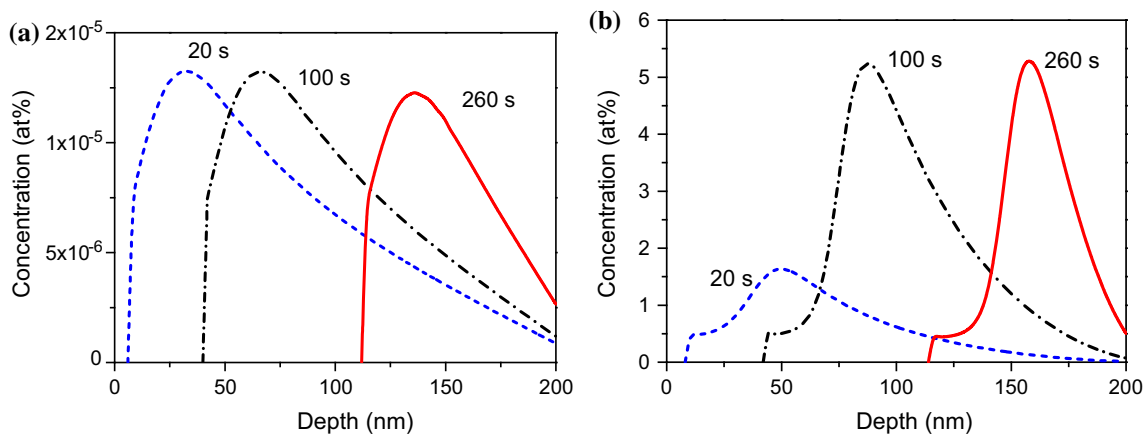 (a)
2x10⁻⁵
1x10⁻⁵
5x10⁻⁶
0
Concentration (at%)
20 s
100 s
260 s
0 50 100 150 200
Depth (nm)
(b)
6
5
4
3
2
1
0
Concentration (at%)
20 s
100 s
260 s
0 50 100 150 200
Depth (nm)